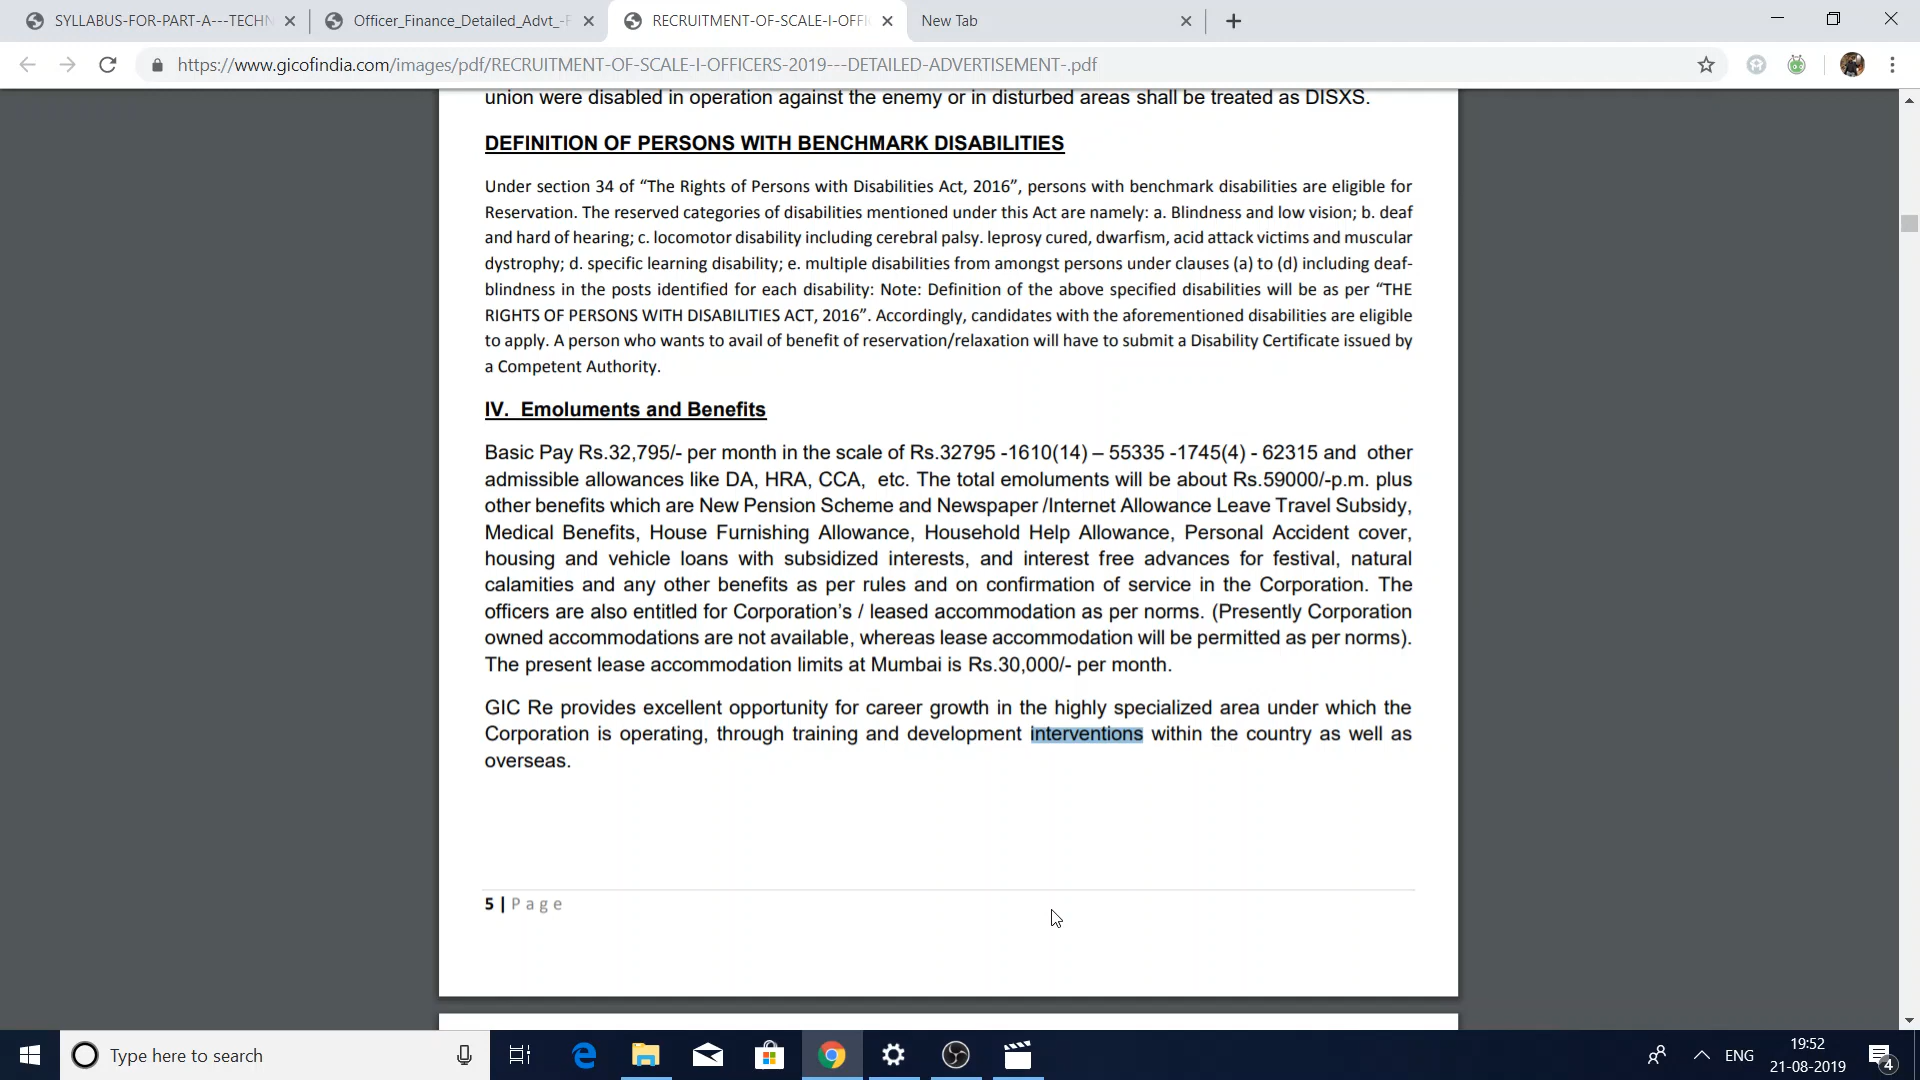 SYLLABUS-FOR-PART-A---TECHN
Officer_Finance_Detailed_Advt_-F
RECRUITMENT-OF-SCALE-I-OFFI
New Tab
https://www.gicofindia.com/images/pdf/RECRUITMENT-OF-SCALE-I-OFFICERS-2019---DETAILED-ADVERTISEMENT-.pdf
union were disabled in operation against the enemy or in disturbed areas shall be treated as DISXS.
DEFINITION OF PERSONS WITH BENCHMARK DISABILITIES
Under section 34 of “The Rights of Persons with Disabilities Act, 2016”, persons with benchmark disabilities are eligible for
Reservation. The reserved categories of disabilities mentioned under this Act are namely: a. Blindness and low vision; b. deaf
and hard of hearing; c. locomotor disability including cerebral palsy. leprosy cured, dwarfism, acid attack victims and muscular
dystrophy; d. specific learning disability; e. multiple disabilities from amongst persons under clauses (a) to (d) including deaf-
blindness in the posts identified for each disability: Note: Definition of the above specified disabilities will be as per “THE
RIGHTS OF PERSONS WITH DISABILITIES ACT, 2016”. Accordingly, candidates with the aforementioned disabilities are eligible
to apply. A person who wants to avail of benefit of reservation/relaxation will have to submit a Disability Certificate issued by
a Competent Authority.
IV. Emoluments and Benefits
Basic Pay Rs.32,795/- per month in the scale of Rs.32795 -1610(14) – 55335 -1745(4) - 62315 and other
admissible allowances like DA, HRA, CCA, etc. The total emoluments will be about Rs.59000/-p.m. plus
other benefits which are New Pension Scheme and Newspaper /Internet Allowance Leave Travel Subsidy,
Medical Benefits, House Furnishing Allowance, Household Help Allowance, Personal Accident cover,
housing and vehicle loans with subsidized interests, and interest free advances for festival, natural
calamities and any other benefits as per rules and on confirmation of service in the Corporation. The
officers are also entitled for Corporation’s / leased accommodation as per norms. (Presently Corporation
owned accommodations are not available, whereas lease accommodation will be permitted as per norms).
The present lease accommodation limits at Mumbai is Rs.30,000/- per month.
GIC Re provides excellent opportunity for career growth in the highly specialized area under which the
Corporation is operating, through training and development interventions within the country as well as
overseas.
5 | Page
Type here to search
ENG
19:52
21-08-2019
4